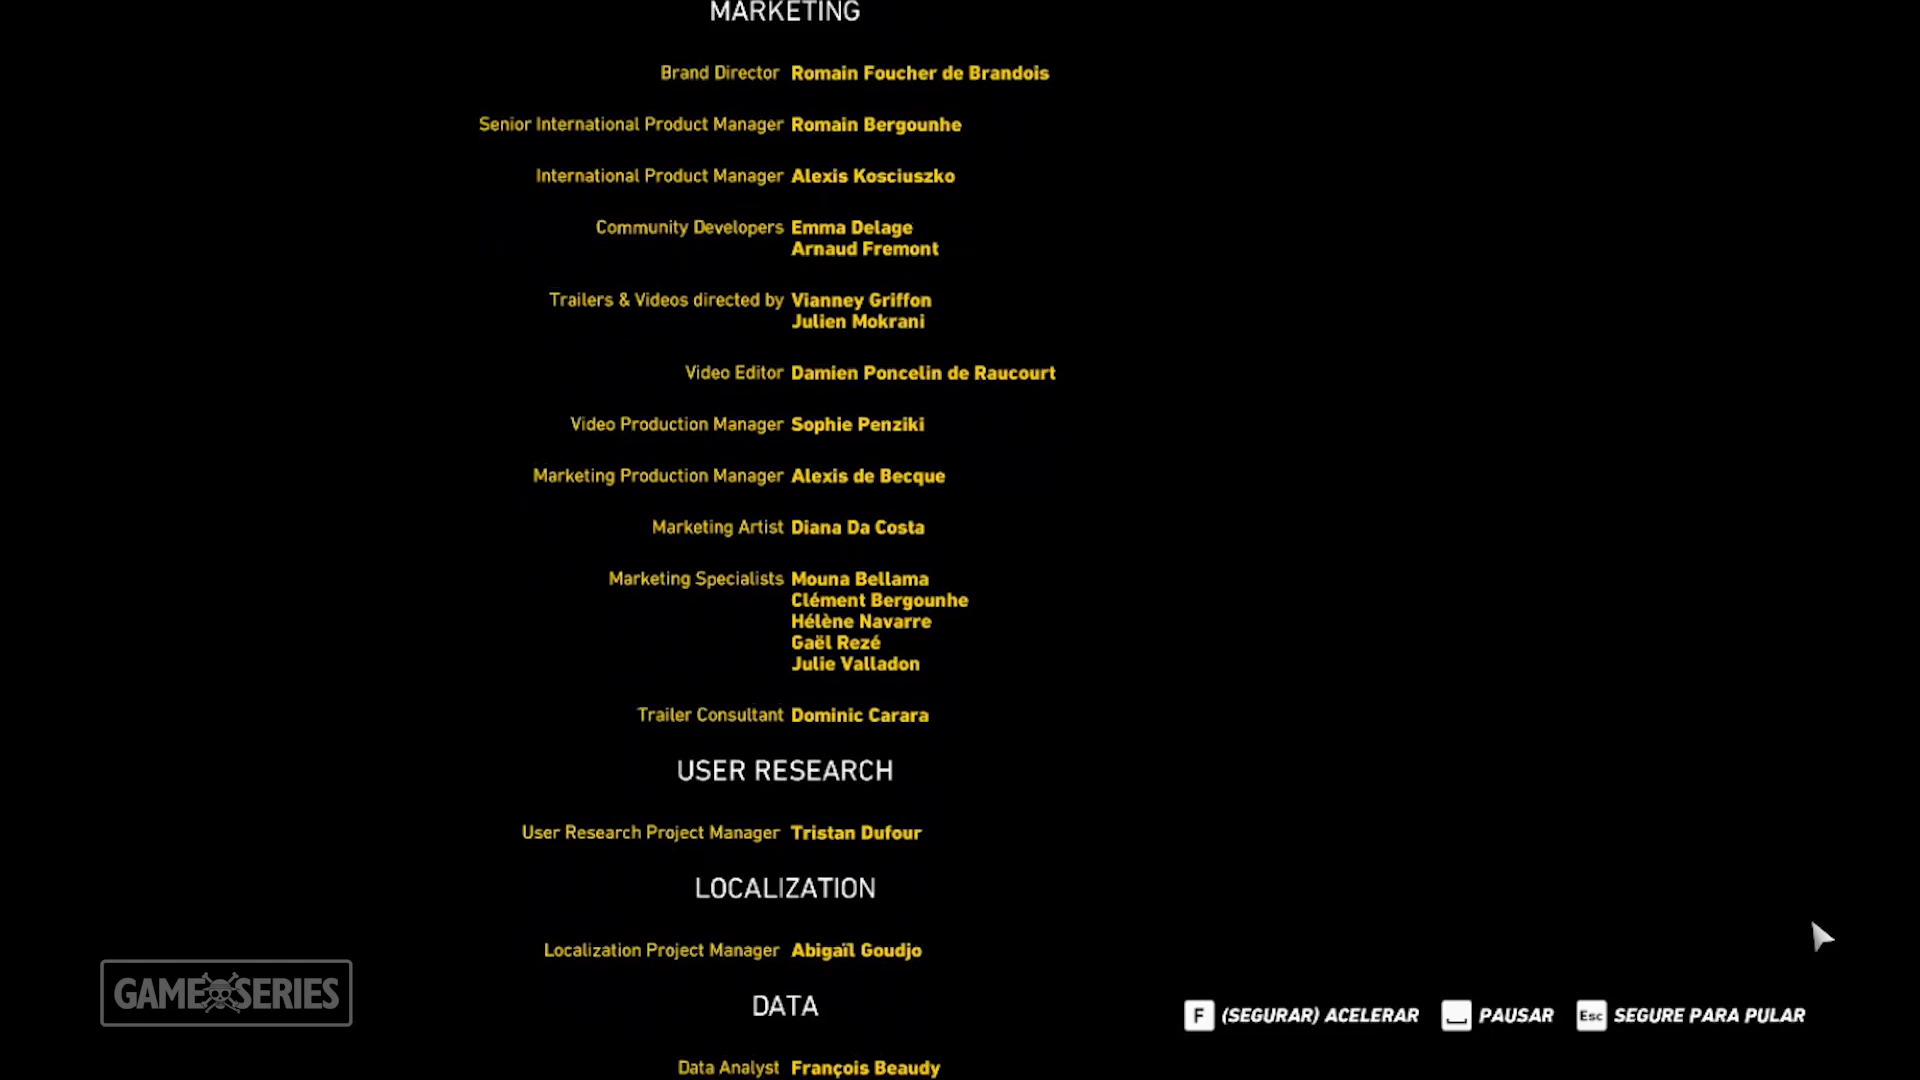 MARKETING
Brand Director Romain Foucher de Brandois
Senior International Product Manager Romain Bergounhe
International Product Manager Alexis Kosciuszko
Community Developers Emma Delage
Arnaud Fremont
Trailers & Videos directed by Vianney Griffon
Julien Mokrani
Video Editor Damien Poncelin de Raucourt
Video Production Manager Sophie Penziki
Marketing Production Manager Alexis de Becque
Marketing Artist Diana Da Costa
Marketing Specialists Mouna Bellama
Clément Bergounhe
Hélène Navarre
Gaël Rezé
Julie Valladon
Trailer Consultant Dominic Carara
USER RESEARCH
User Research Project Manager Tristan Dufour
LOCALIZATION
Localization Project Manager Abigaïl Goudjo
DATA
Data Analyst François Beaudy
GAME SERIES
F (SEGURAR) ACELERAR PAUSAR Esc SEGURE PARA PULAR